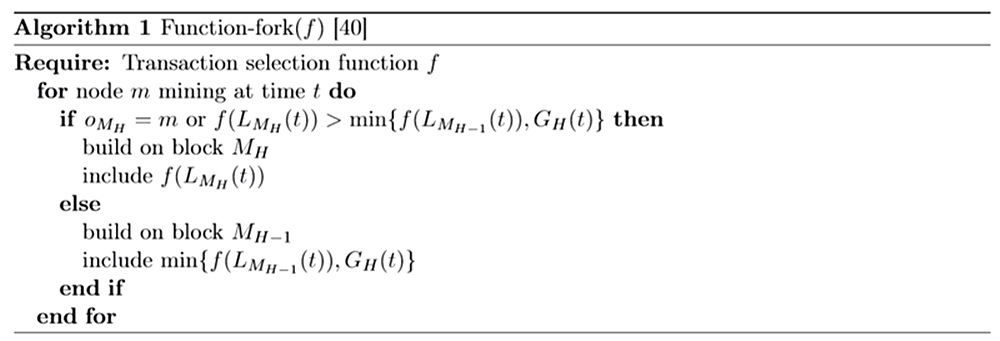 Algorithm 1 Function-fork(f) [40]
Require: Transaction selection function f
for node m mining at time t do
if o_{M_H} = m or f(L_{M_H}(t)) > min{f(L_{M_{H−1}}(t)), G_H(t)} then
build on block M_H
include f(L_{M_H}(t))
else
build on block M_{H−1}
include min{f(L_{M_{H−1}}(t)), G_H(t)}
end if
end for